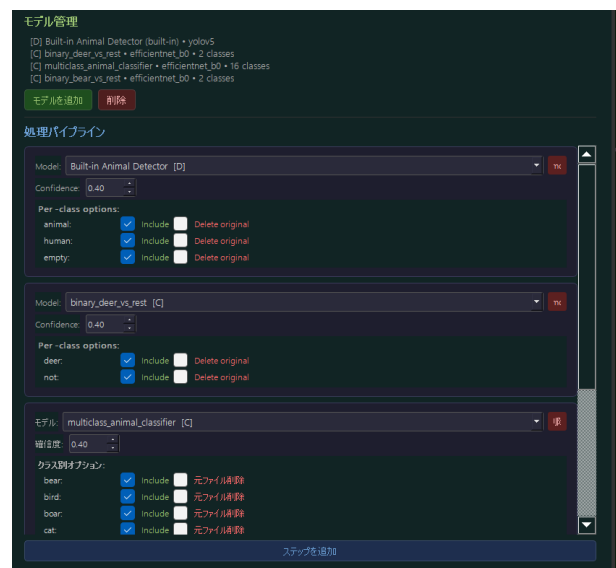 モデル管理
[D] Built-in Animal Detector (built-in) • yolov5
[C] binary_deer_vs_rest • efficientnet_b0 • 2 classes
[C] multiclass_animal_classifier • efficientnet_b0 • 16 classes
[C] binary_bear_vs_rest • efficientnet_b0 • 2 classes
モデルを追加 削除
処理パイプライン
Model: Built-in Animal Detector [D]
Confidence: 0.40
Per-class options:
animal: Include Delete original
human: Include Delete original
empty: Include Delete original
Model: binary_deer_vs_rest [C]
Confidence: 0.40
Per-class options:
deer: Include Delete original
not: Include Delete original
モデル: multiclass_animal_classifier [C]
確信度: 0.40
クラス別オプション:
bear: Include 元ファイル削除
bird: Include 元ファイル削除
boar: Include 元ファイル削除
cat: Include 元ファイル削除
ステップを追加